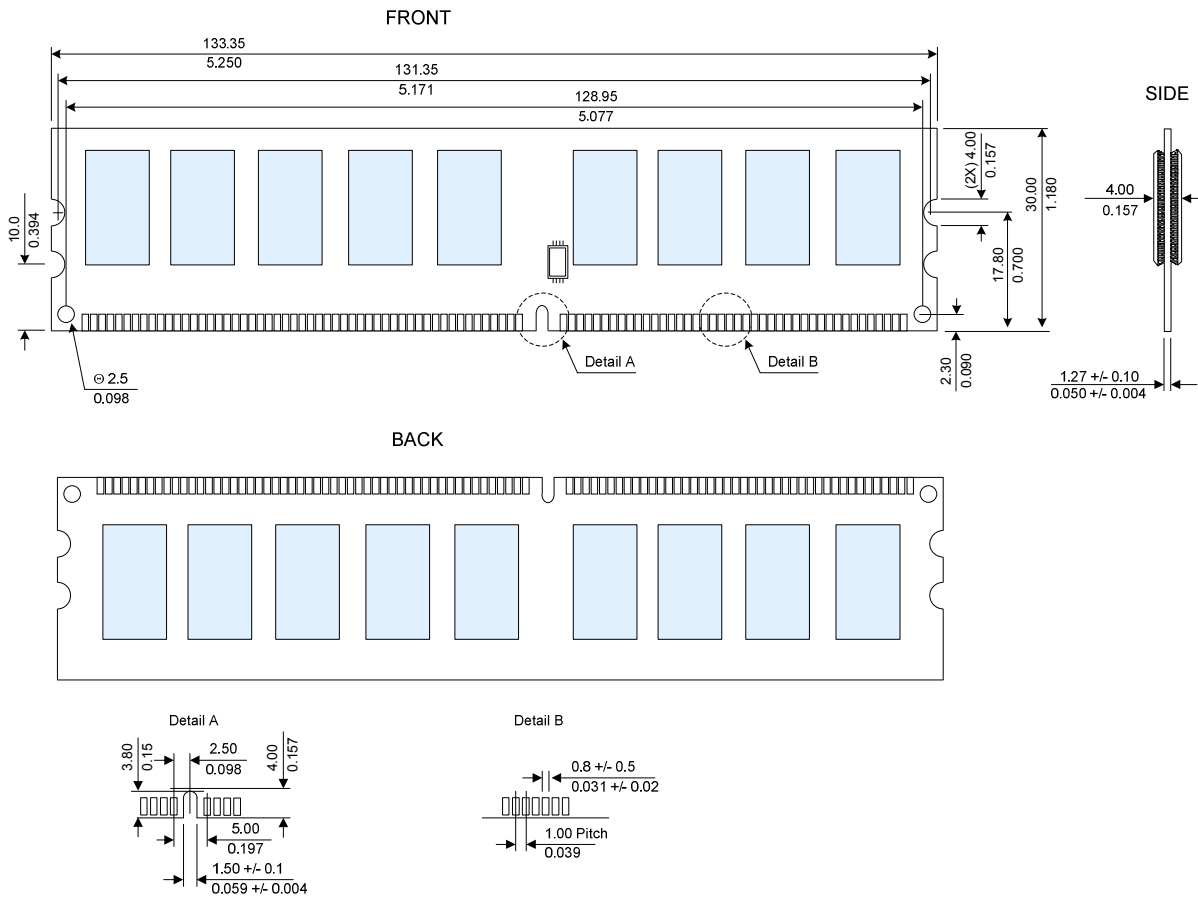 FRONT
133.35
5.250
131.35
5.171
128.95
5.077
SIDE
(2X) 4.00
0.157
30.00
1.180
4.00
0.157
10.0
0.394
17.80
0.700
Detail A
Detail B
2.30
0.090
Θ 2.5
0.098
1.27 +/- 0.10
0.050 +/- 0.004
BACK
Detail A
3.80
0.15
2.50
0.098
4.00
0.157
5.00
0.197
1.50 +/- 0.1
0.059 +/- 0.004
Detail B
0.8 +/- 0.5
0.031 +/- 0.02
1.00 Pitch
0.039